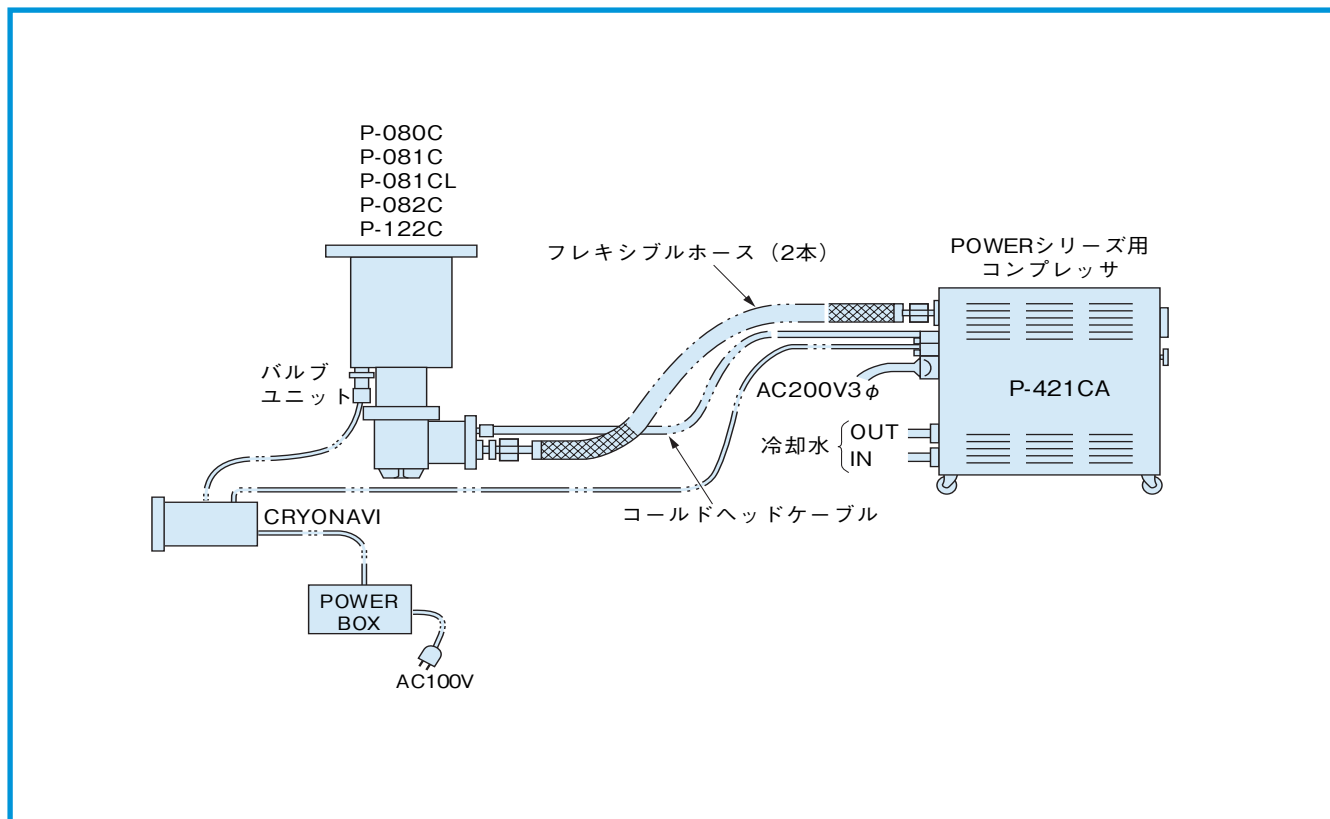 P-080C
P-081C
P-081CL
P-082C
P-122C
フレキシブルホース（2本）
POWERシリーズ用
コンプレッサ
バルブ
ユニット
AC200V3φ
P-421CA
冷却水
OUT
IN
コールドヘッドケーブル
CRYONAVI
POWER
BOX
AC100V